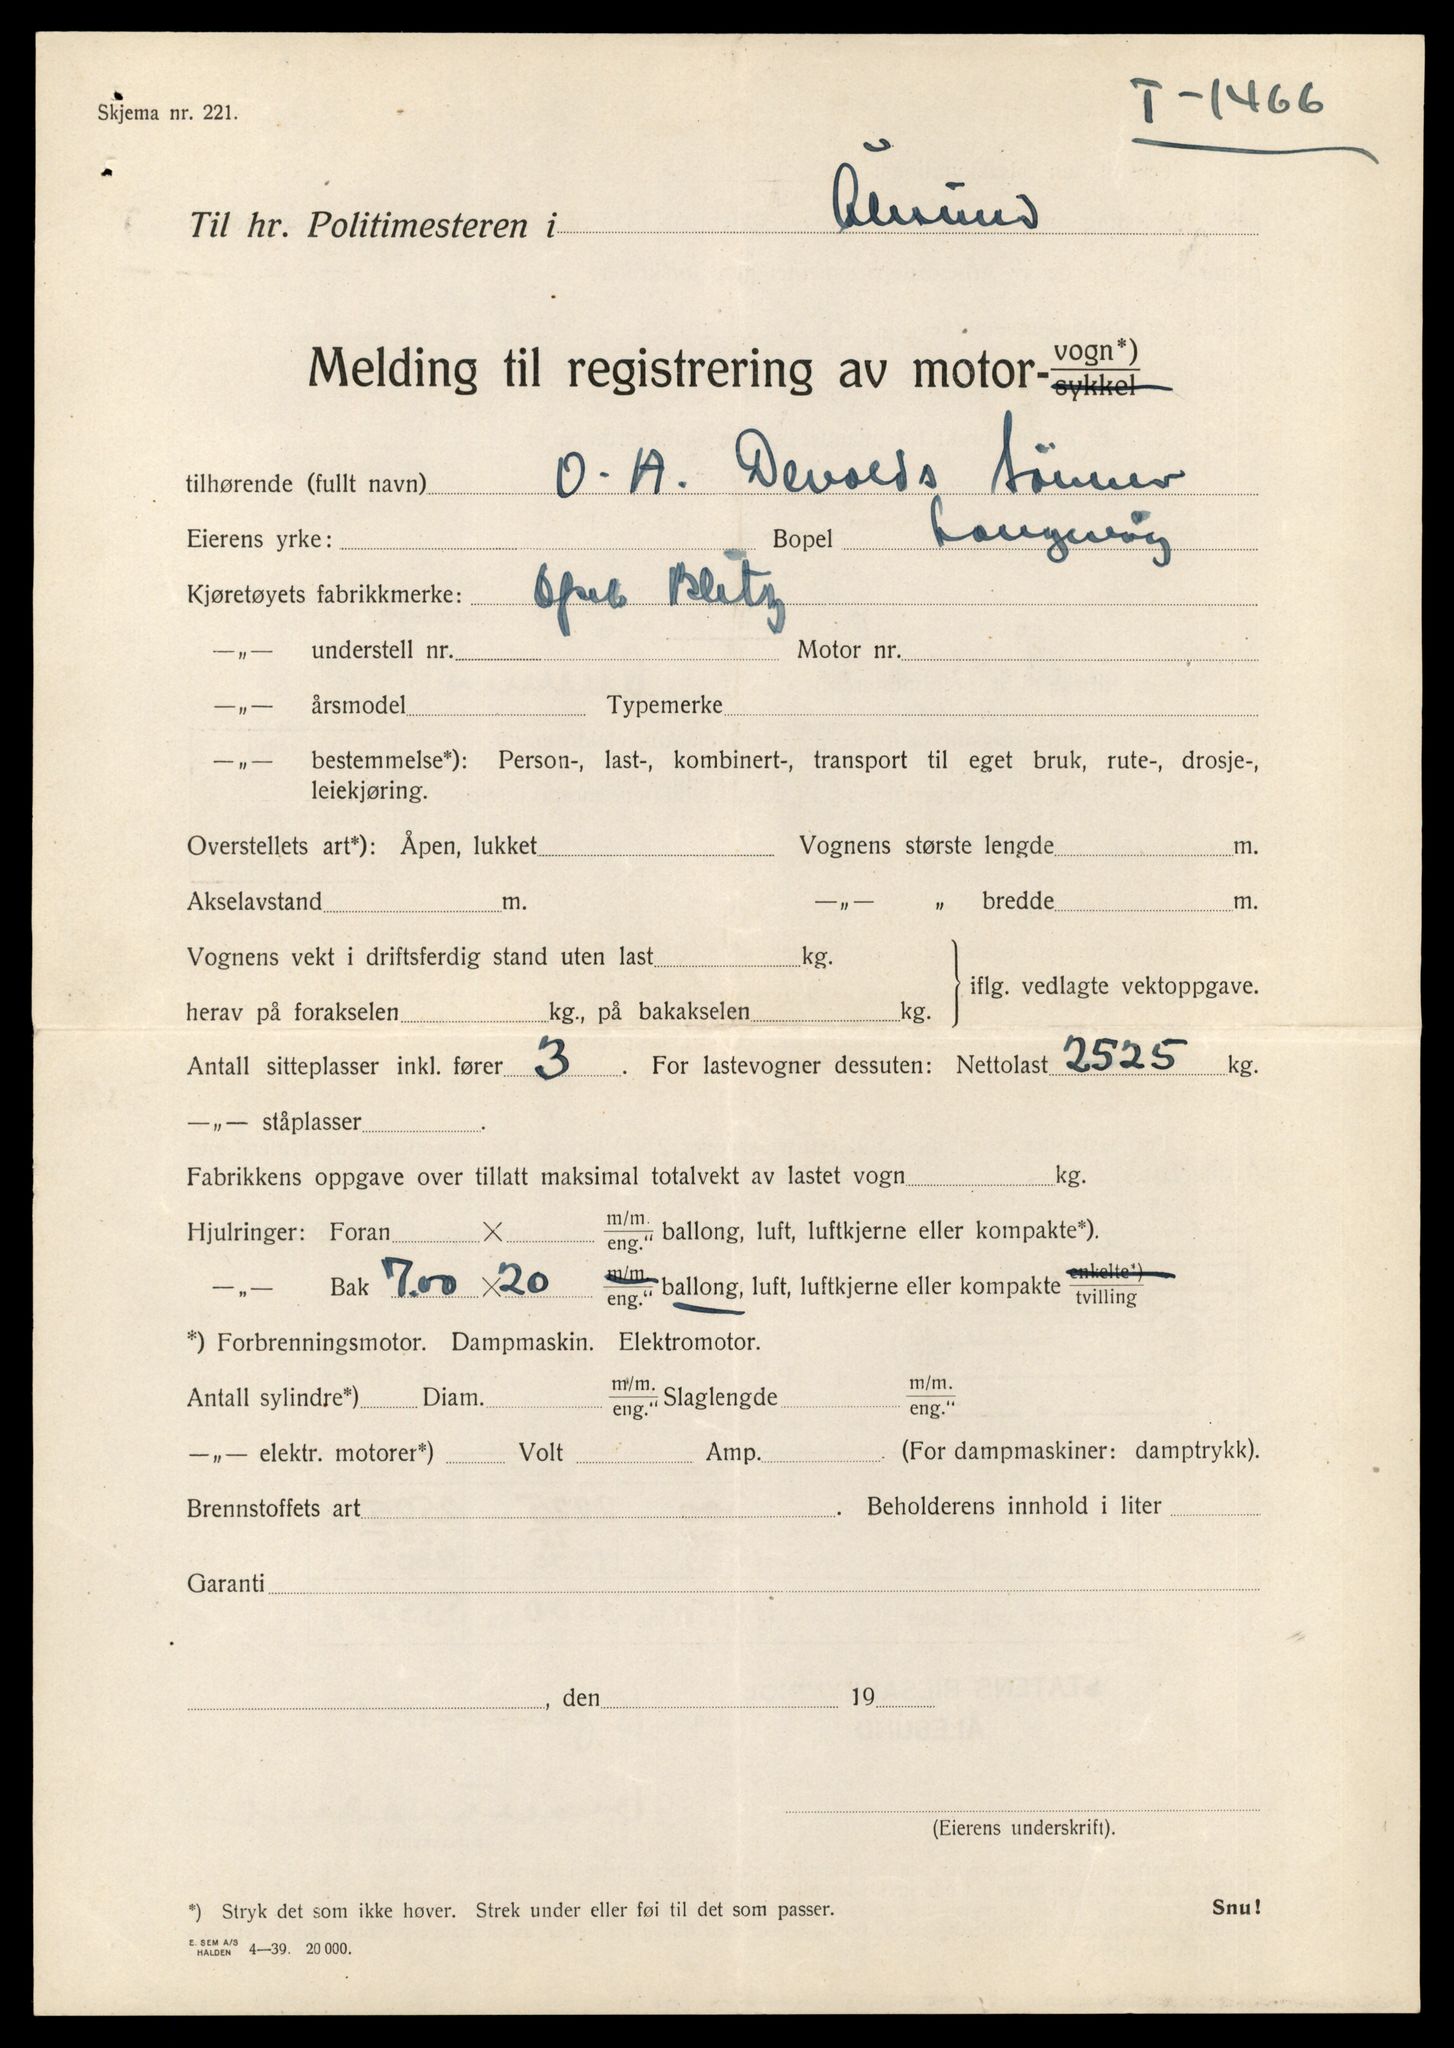 Skjema nr. 221.
T-1466
Til hr. Politimesteren i Ålesund
Melding til registrering av motor-vogn*)
sykkel
tilhørende (fullt navn) O. A. Devolds Sönner
Eierens yrke: Bopel Langevåg
Kjøretøyets fabrikkmerke: Opel Blitz
—„— understell nr. Motor nr.
—„— årsmodel Typemerke
—„— bestemmelse*): Person-, last-, kombinert-, transport til eget bruk, rute-, drosje-,
leiekjøring.
Overstellets art*): Åpen, lukket Vognens største lengde m.
Akselavstand m. —„— „ bredde m.
Vognens vekt i driftsferdig stand uten last kg.
herav på forakselen kg., på bakakselen kg. iflg. vedlagte vektoppgave.
Antall sitteplasser inkl. fører 3. For lastevogner dessuten: Nettolast 2525 kg.
—„— ståplasser .
Fabrikkens oppgave over tillatt maksimal totalvekt av lastet vogn kg.
Hjulringer: Foran × m/m. eng.“ ballong, luft, luftkjerne eller kompakte*).
—„— Bak 7.00 × 20 m/m. eng.“ ballong, luft, luftkjerne eller kompakte enkelte*) tvilling
*) Forbrenningsmotor. Dampmaskin. Elektromotor.
Antall sylindre*) Diam. m/m. eng.“ Slaglengde m/m. eng.“
—„— elektr. motorer*) Volt Amp. (For dampmaskiner: damptrykk).
Brennstoffets art . Beholderens innhold i liter
Garanti
, den 19
(Eierens underskrift).
*) Stryk det som ikke høver. Strek under eller føi til det som passer. Snu!
E. SEM A/S HALDEN 4—39. 20 000.